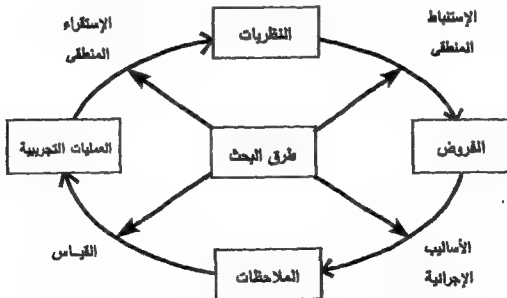 الإستقراء
المنطقى
النظريات
الإستنباط
المنطقى
العمليات التجريبية
طرق البحث
الفروض
القياس
الملاحظات
الأساليب
الإجرائية